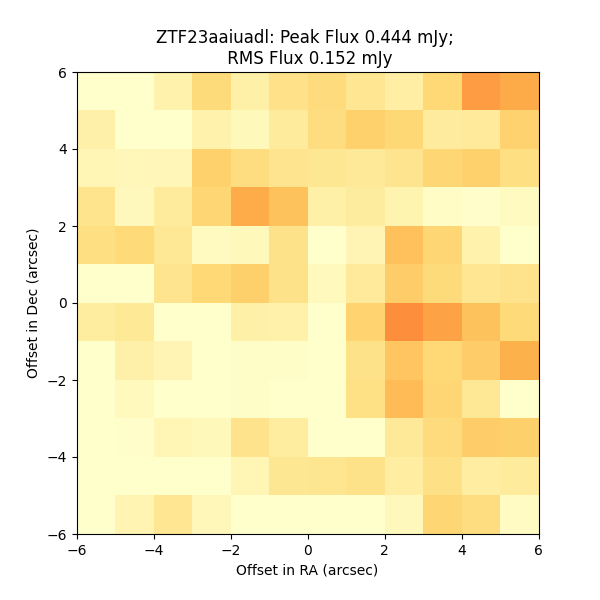 ZTF23aaiuadl: Peak Flux 0.444 mJy;
RMS Flux 0.152 mJy
6
4
2
0
−2
−4
−6
Offset in Dec (arcsec)
−6 −4 −2 0 2 4 6
Offset in RA (arcsec)